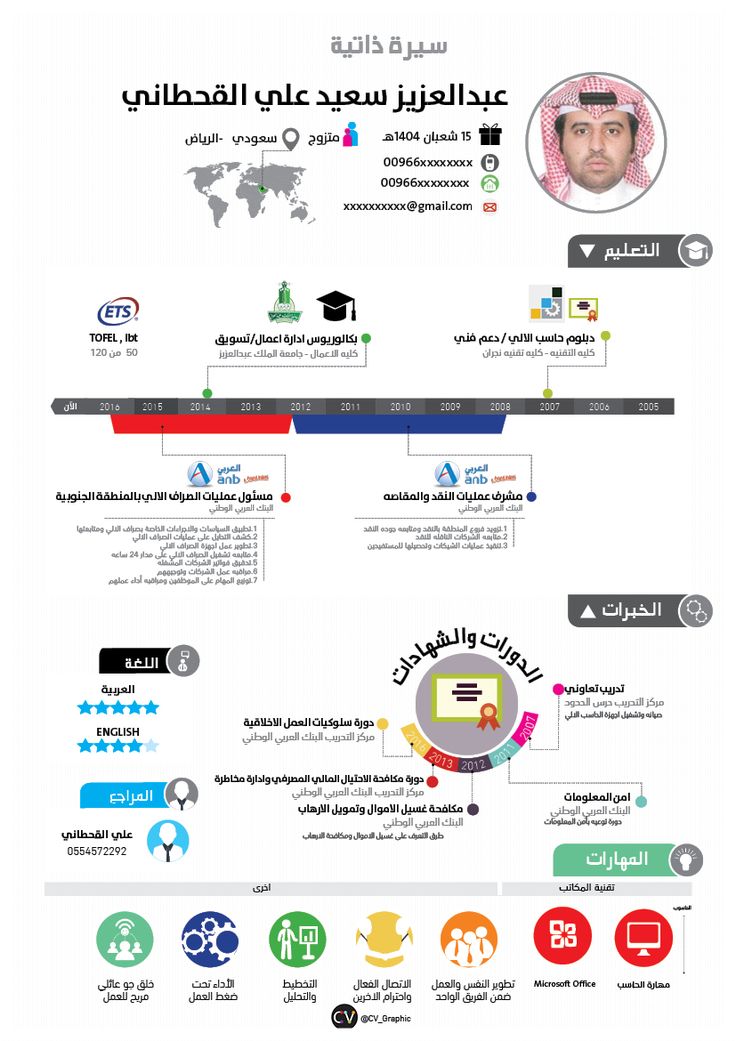 سيرة ذاتية
عبدالعزيز سعيد علي القحطاني
15 شعبان 1404هـ
متزوج
سعودي -الرياض
00966xxxxxxxx
00966xxxxxxxx
xxxxxxxxxx@gmail.com
التعليم
دبلوم حاسب الالي / دعم فني
كليه التقنيه - كليه تقنيه نجران
بكالوريوس ادارة اعمال/تسويق
كليه الاعمال - جامعة الملك عبدالعزيز
ETS
TOFEL , Ibt
50 من 120
2005 2006 2007 2008 2009 2010 2011 2012 2013 2014 2015 2016 الآن
العربي
anb
مشرف عمليات النقد والمقاصه
البنك العربي الوطني
1.تزويد فروع المنطقة بالنقد ومتابعه جوده النقد
2.متابعه الشركات الناقله للنقد
3.تنفيذ عمليات الشيكات وتحصيلها للمستفيدين
العربي
anb
مسئول عمليات الصراف الالي بالمنطقة الجنوبية
البنك العربي الوطني
1.تطبيق السياسات والاجراءات الخاصة بصراف الالي ومتابعتها
2.كشف التحايل على عمليات الصراف الالي
3.تطوير عمل اجهزة الصراف الالي
4.متابعه تشغيل الصراف الالي على مدار 24 ساعه
5.تدقيق فواتير الشركات المشغله
6.مراقبه عمل الشركات وتوجيههم
7.توزيع المهام على الموظفين ومراقبه أداء عملهم
الخبرات
الدورات والشهادات
2007
2011
2012
2013
2016
تدريب تعاوني
مركز التدريب حرس الحدود
صيانه وتشغيل اجهزة الحاسب الالي
امن المعلومات
البنك العربي الوطني
دورة توعيه بأمن المعلومات
دورة سلوكيات العمل الاخلاقية
مركز التدريب البنك العربي الوطني
دورة مكافحة الاحتيال المالي المصرفي وادارة مخاطرة
مركز التدريب البنك العربي الوطني
مكافحة غسيل الاموال وتمويل الارهاب
البنك العربي الوطني
طرق التعرف على غسيل الاموال ومكافحة الارهاب
اللغة
العربية
ENGLISH
المراجع
علي القحطاني
0554572292
المهارات
تقنية المكاتب
اخرى
الحاسوب
مهارة الحاسب
Microsoft Office
تطوير النفس والعمل
ضمن الفريق الواحد
الاتصال الفعال
واحترام الاخرين
التخطيط
والتحليل
الأداء تحت
ضغط العمل
خلق جو عائلي
مريح للعمل
CV
@CV_Graphic